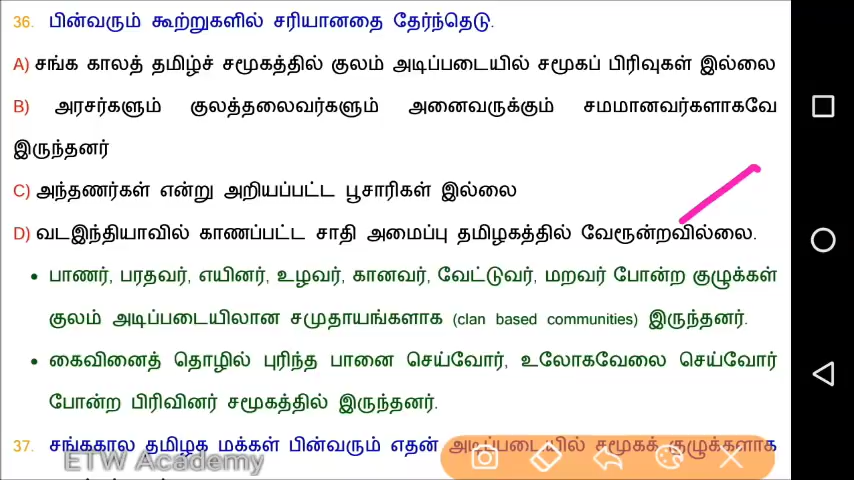 36. பின்வரும் கூற்றுகளில் சரியானதை தேர்ந்தெடு.
A) சங்க காலத் தமிழ்ச் சமூகத்தில் குலம் அடிப்படையில் சமூகப் பிரிவுகள் இல்லை
B) அரசர்களும் குலத்தலைவர்களும் அனைவருக்கும் சமமானவர்களாகவே
இருந்தனர்
C) அந்தணர்கள் என்று அறியப்பட்ட பூசாரிகள் இல்லை
D) வடஇந்தியாவில் காணப்பட்ட சாதி அமைப்பு தமிழகத்தில் வேரூன்றவில்லை.
• பாணர், பரதவர், எயினர், உழவர், கானவர், வேட்டுவர், மறவர் போன்ற குழுக்கள்
குலம் அடிப்படையிலான சமுதாயங்களாக (clan based communities) இருந்தனர்.
• கைவினைத் தொழில் புரிந்த பானை செய்வோர், உலோகவேலை செய்வோர்
போன்ற பிரிவினர் சமூகத்தில் இருந்தனர்.
37. சங்ககால தமிழக மக்கள் பின்வரும் எதன் அடிப்படையில் சமூகக் குழுக்களாக
ETW Academy